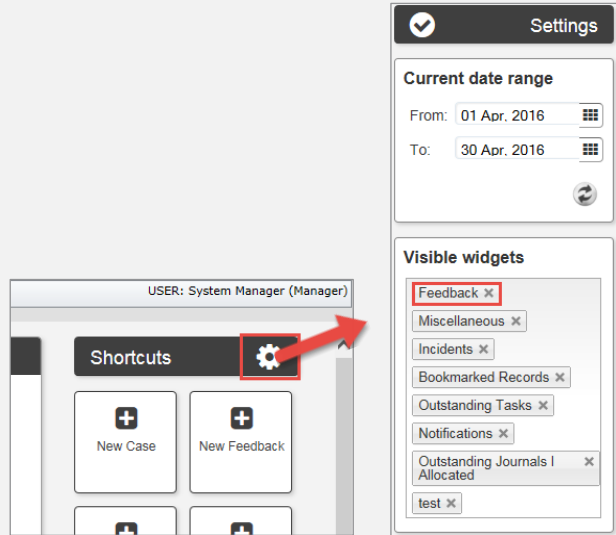 USER: System Manager (Manager)
Shortcuts
New Case
New Feedback
Settings
Current date range
From: 01 Apr, 2016
To: 30 Apr, 2016
Visible widgets
Feedback ×
Miscellaneous ×
Incidents ×
Bookmarked Records ×
Outstanding Tasks ×
Notifications ×
Outstanding Journals I ×
Allocated
test ×